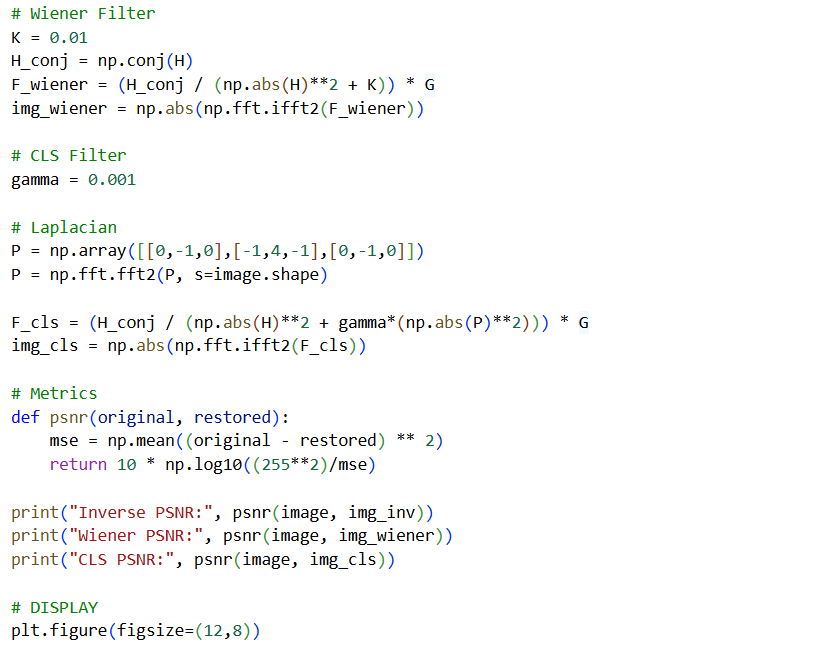 # Wiener Filter
K = 0.01
H_conj = np.conj(H)
F_wiener = (H_conj / (np.abs(H)**2 + K)) * G
img_wiener = np.abs(np.fft.ifft2(F_wiener))
# CLS Filter
gamma = 0.001
# Laplacian
P = np.array([[0,-1,0],[-1,4,-1],[0,-1,0]])
P = np.fft.fft2(P, s=image.shape)
F_cls = (H_conj / (np.abs(H)**2 + gamma*(np.abs(P)**2))) * G
img_cls = np.abs(np.fft.ifft2(F_cls))
# Metrics
def psnr(original, restored):
    mse = np.mean((original - restored) ** 2)
    return 10 * np.log10((255**2)/mse)
print("Inverse PSNR:", psnr(image, img_inv))
print("Wiener PSNR:", psnr(image, img_wiener))
print("CLS PSNR:", psnr(image, img_cls))
# DISPLAY
plt.figure(figsize=(12,8))